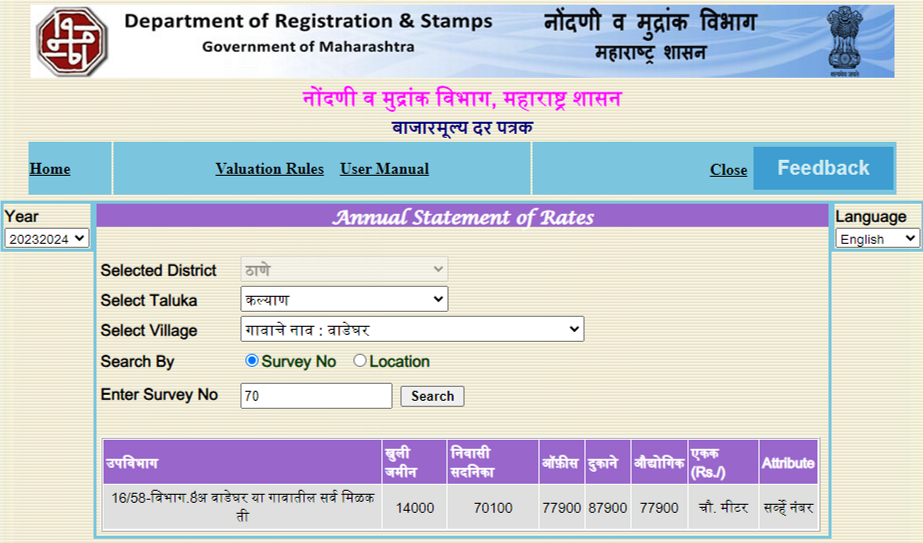 Department of Registration & Stamps
Government of Maharashtra
नोंदणी व मुद्रांक विभाग
महाराष्ट्र शासन
नोंदणी व मुद्रांक विभाग, महाराष्ट्र शासन
बाजारमूल्य दर पत्रक
Home Valuation Rules User Manual Close Feedback
Year
20232024
Annual Statement of Rates
Language
English
Selected District ठाणे
Select Taluka कल्याण
Select Village गावाचे नाव : वाडेघर
Search By Survey No Location
Enter Survey No 70 Search
उपविभाग खुली जमीन निवासी सदनिका ऑफ़ीस दुकाने औद्योगिक एकक (Rs./) Attribute
16/58-विभाग.8अ वाडेघर या गावातील सर्व मिळक
ती 14000 70100 77900 87900 77900 चौ. मीटर सर्व्हे नंबर